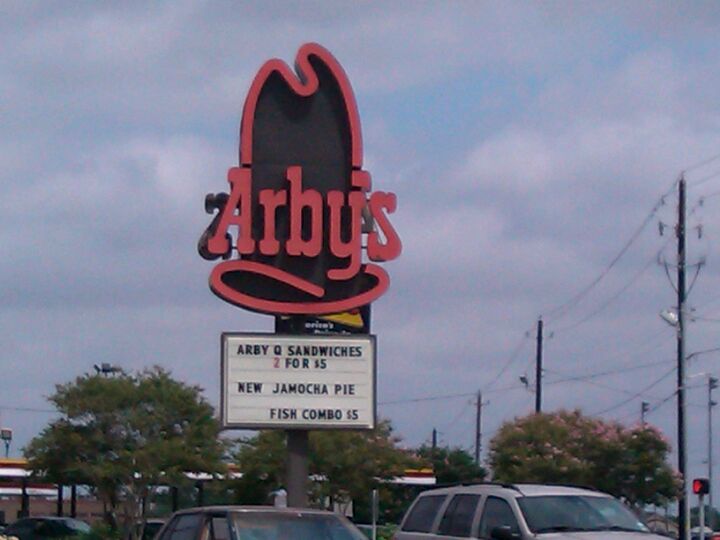 Arby's
ARBY Q SANDWICHES
2 FOR $5
NEW JAMOCHA PIE
FISH COMBO $5